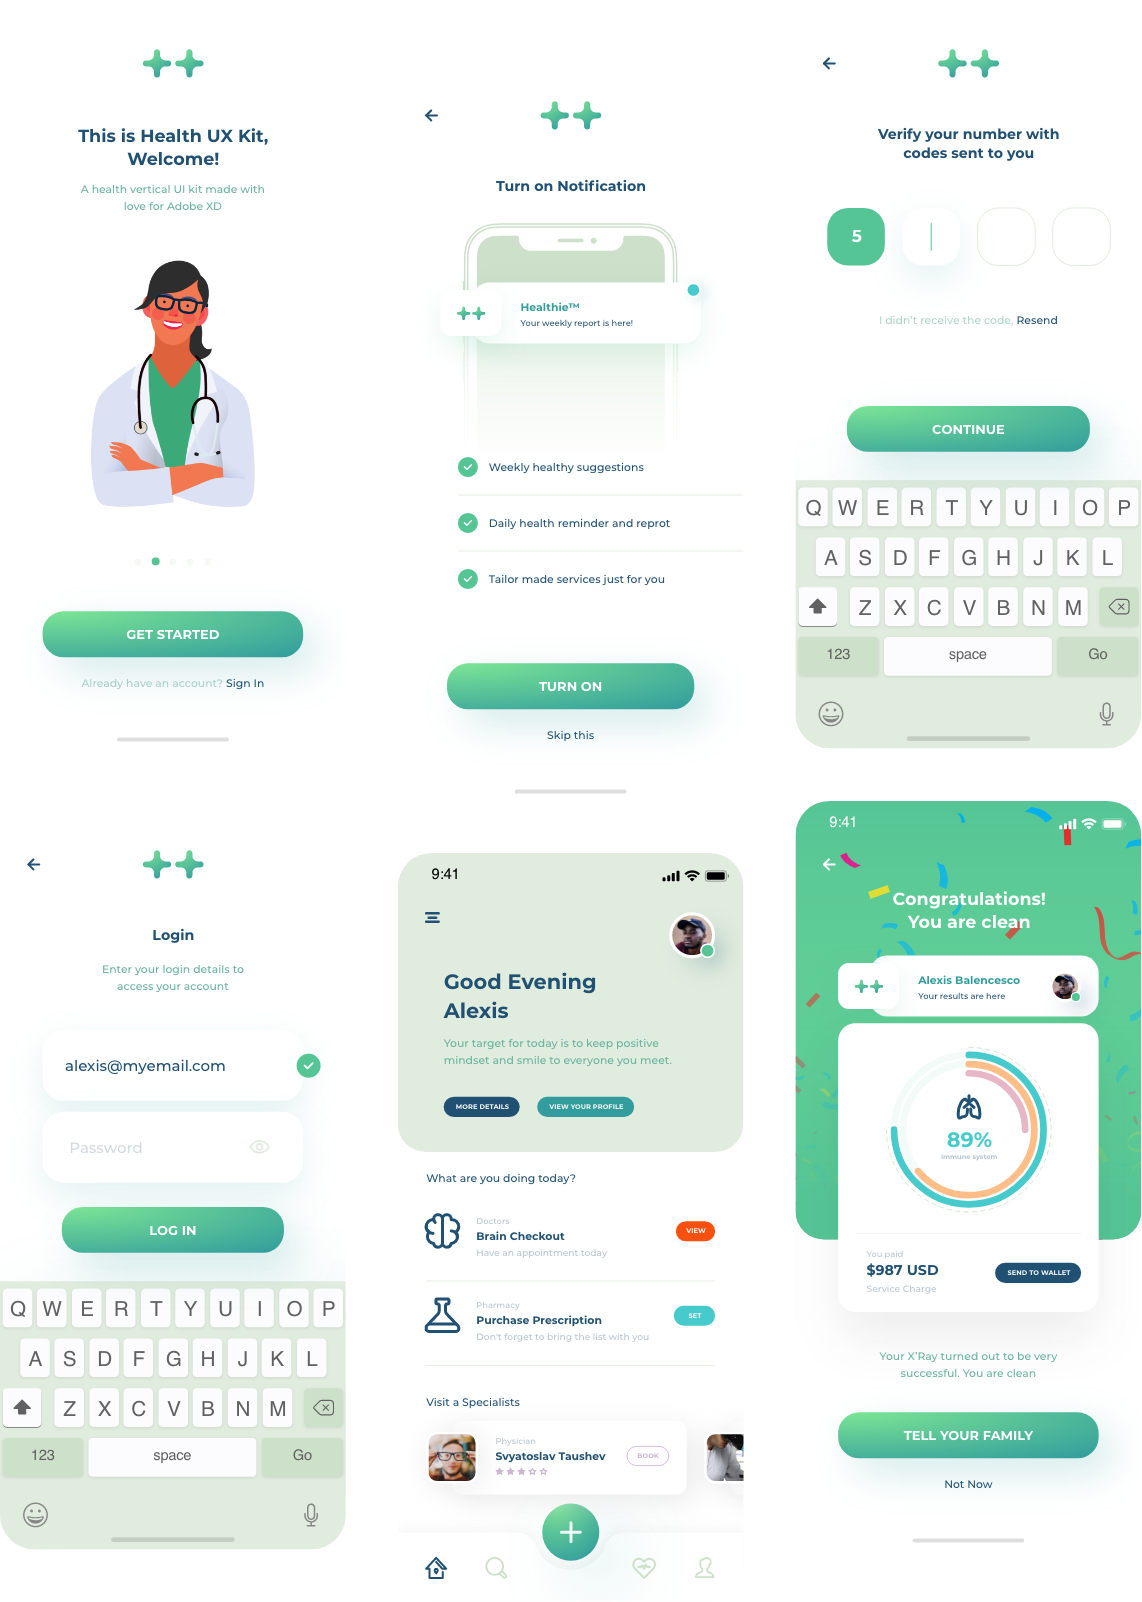 This is Health UX Kit,
Welcome!
A health vertical UI kit made with
love for Adobe XD
GET STARTED
Already have an account? Sign In
Turn on Notification
Healthie™
Your weekly report is here!
Weekly healthy suggestions
Daily health reminder and reprot
Tailor made services just for you
TURN ON
Skip this
Verify your number with
codes sent to you
5
I didn't receive the code, Resend
CONTINUE
Q W E R T Y U I O P
A S D F G H J K L
Z X C V B N M
123 space Go
Login
Enter your login details to
access your account
alexis@myemail.com
Password
LOG IN
Q W E R T Y U I O P
A S D F G H J K L
Z X C V B N M
123 space Go
9:41
Good Evening
Alexis
Your target for today is to keep positive
mindset and smile to everyone you meet.
MORE DETAILS VIEW YOUR PROFILE
What are you doing today?
Doctors
Brain Checkout
Have an appointment today
VIEW
Pharmacy
Purchase Prescription
Don't forget to bring the list with you
SET
Visit a Specialists
Physician
Svyatoslav Taushev
BOOK
9:41
Congratulations!
You are clean
Alexis Balencesco
Your results are here
89%
Immune system
You paid
$987 USD
Service Charge
SEND TO WALLET
Your X'Ray turned out to be very
successful. You are clean
TELL YOUR FAMILY
Not Now